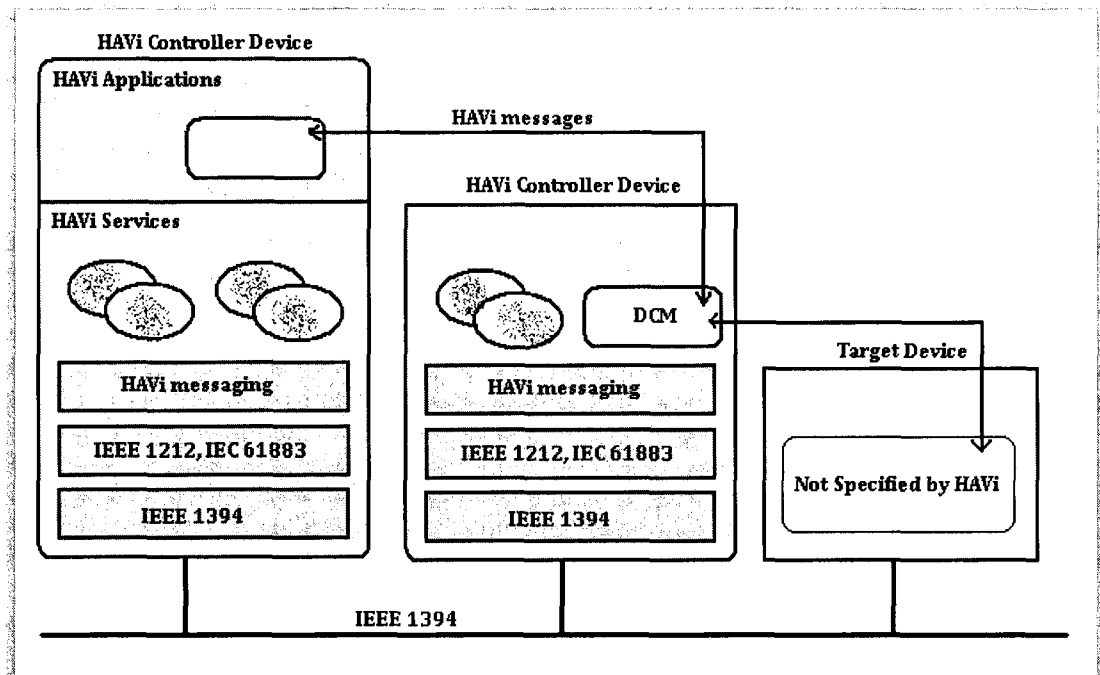 HAVi Controller Device
HAVi Applications
HAVi messages
HAVi Controller Device
HAVi Services
DCM
Target Device
HAVi messaging
HAVi messaging
IEEE 1212, IEC 61883
IEEE 1212, IEC 61883
Not Specified by HAVi
IEEE 1394
IEEE 1394
IEEE 1394